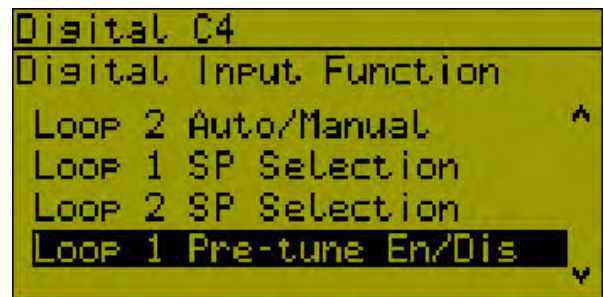 Digital C4
Digital Input Function
Loop 2 Auto/Manual
Loop 1 SP Selection
Loop 2 SP Selection
Loop 1 Pre-tune En/Dis